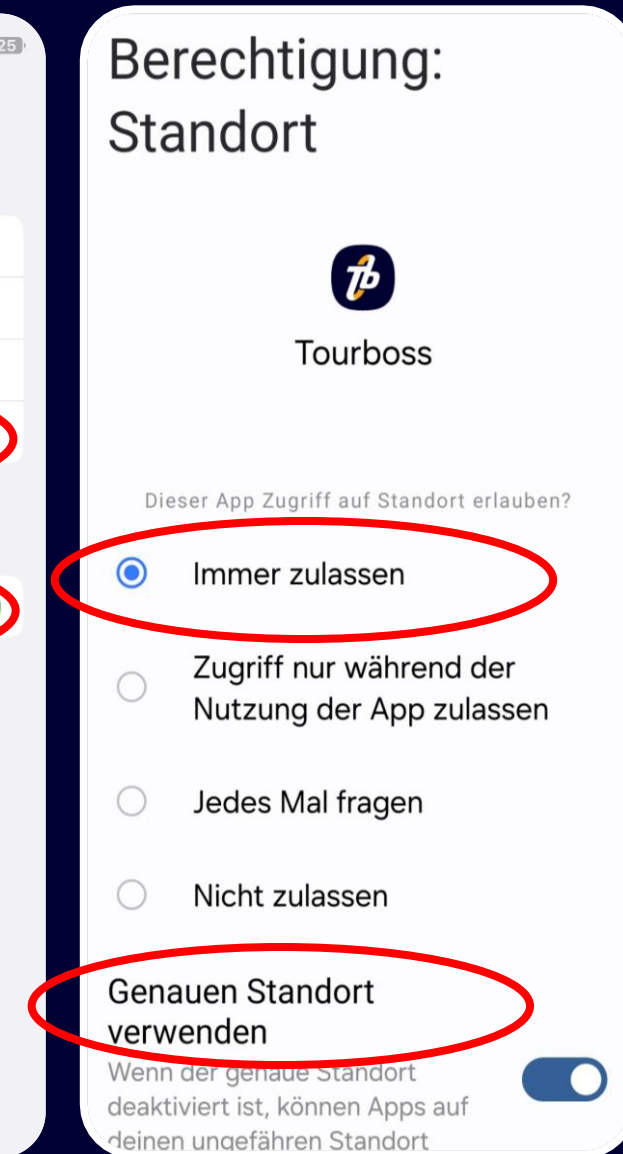 25
Berechtigung:
Standort
Tourboss
Dieser App Zugriff auf Standort erlauben?
Immer zulassen
Zugriff nur während der
Nutzung der App zulassen
Jedes Mal fragen
Nicht zulassen
Genauen Standort
verwenden
Wenn der genaue Standort
deaktiviert ist, können Apps auf
deinen ungefähren Standort